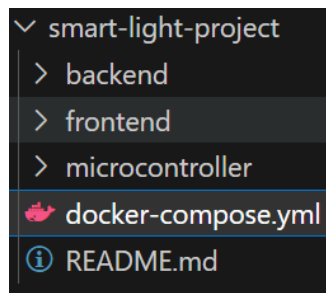 smart-light-project
backend
frontend
microcontroller
docker-compose.yml
README.md